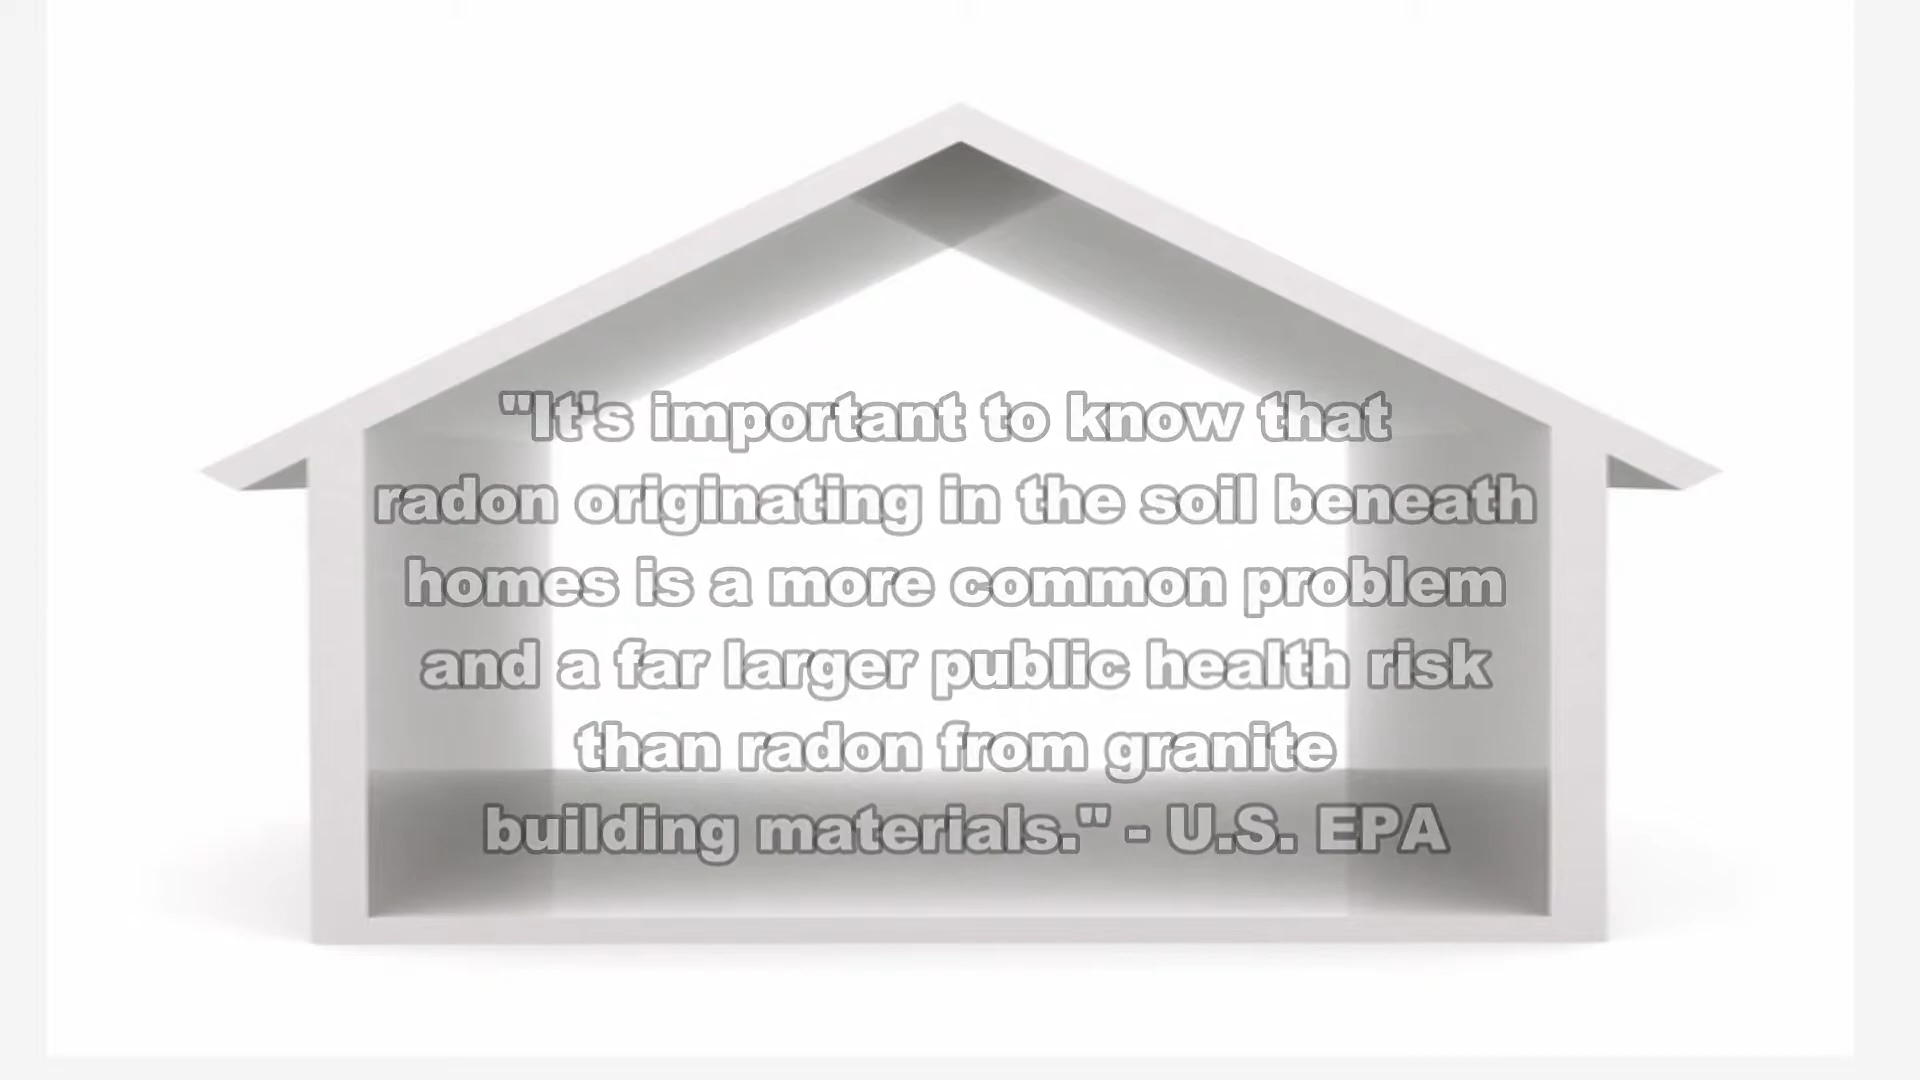 "It's important to know that
radon originating in the soil beneath
homes is a more common problem
and a far larger public health risk
than radon from granite
building materials." - U.S. EPA